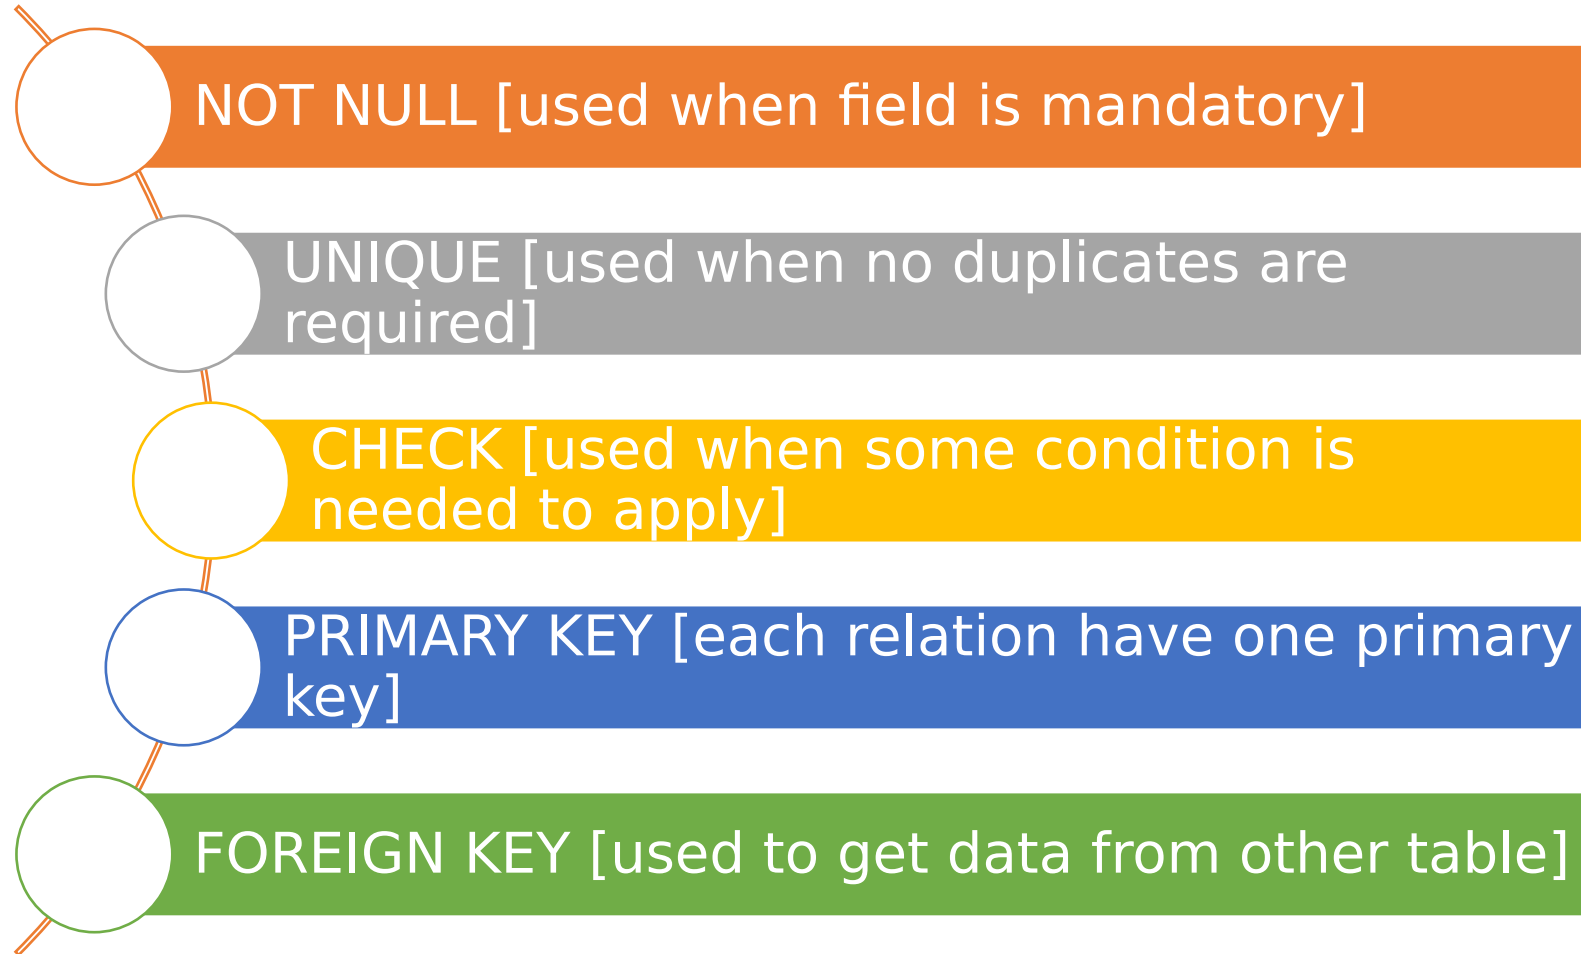 NOT NULL [used when field is mandatory]
UNIQUE [used when no duplicates are
required]
CHECK [used when some condition is
needed to apply]
PRIMARY KEY [each relation have one primary
key]
FOREIGN KEY [used to get data from other table]